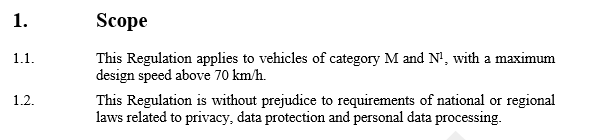 1. Scope
1.1. This Regulation applies to vehicles of category M and N¹, with a maximum
design speed above 70 km/h.
1.2. This Regulation is without prejudice to requirements of national or regional
laws related to privacy, data protection and personal data processing.